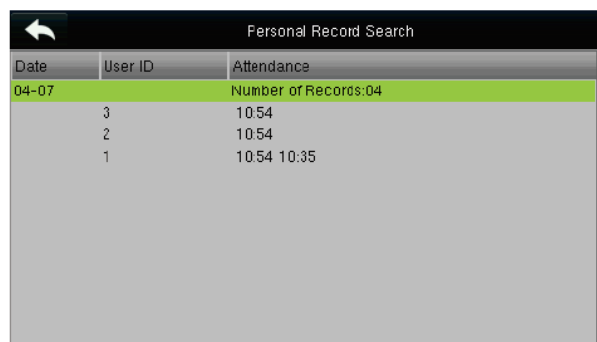 Personal Record Search
Date User ID Attendance
04-07 Number of Records:04
3 10:54
2 10:54
1 10:54 10:35